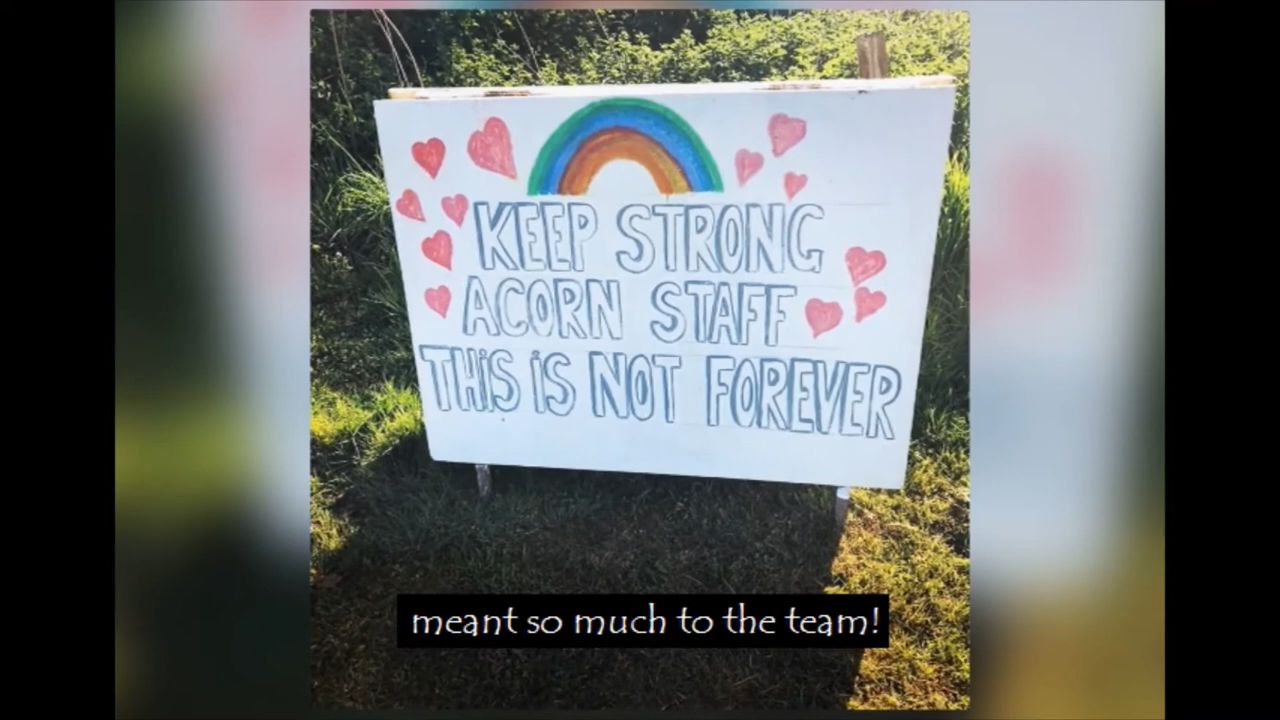 KEEP STRONG
ACORN STAFF
THiS iS NOT FOREVER
meant so much to the team!